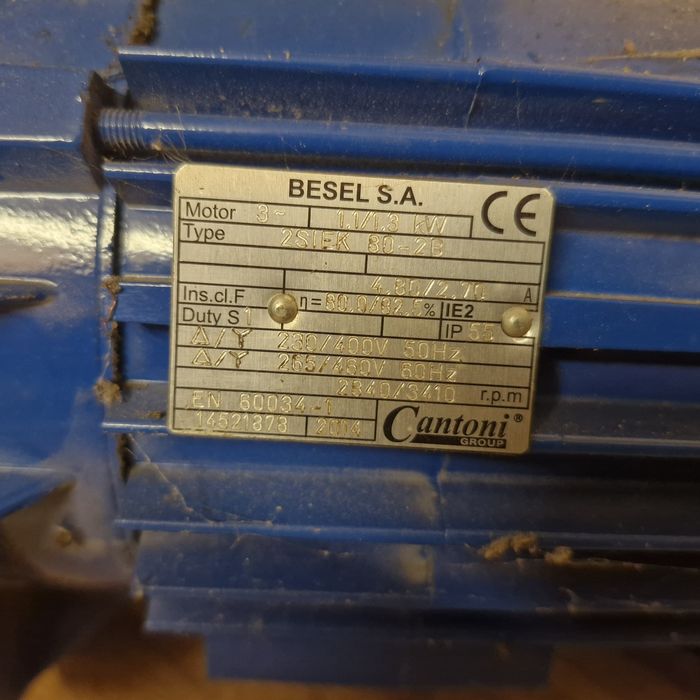 BESEL S.A.
CE
Motor 3~ 1.1/1.3 kW
Type 2SIEK 80-2B
4.80/2.70 A
Ins.cl.F n=80.0/82.5% IE2
Duty S1 IP 55
△/Y 230/400V 50Hz
△/Y 265/460V 60Hz
2840/3410 r.p.m
EN 60034-1
14521878 2014
Cantoni®
GROUP